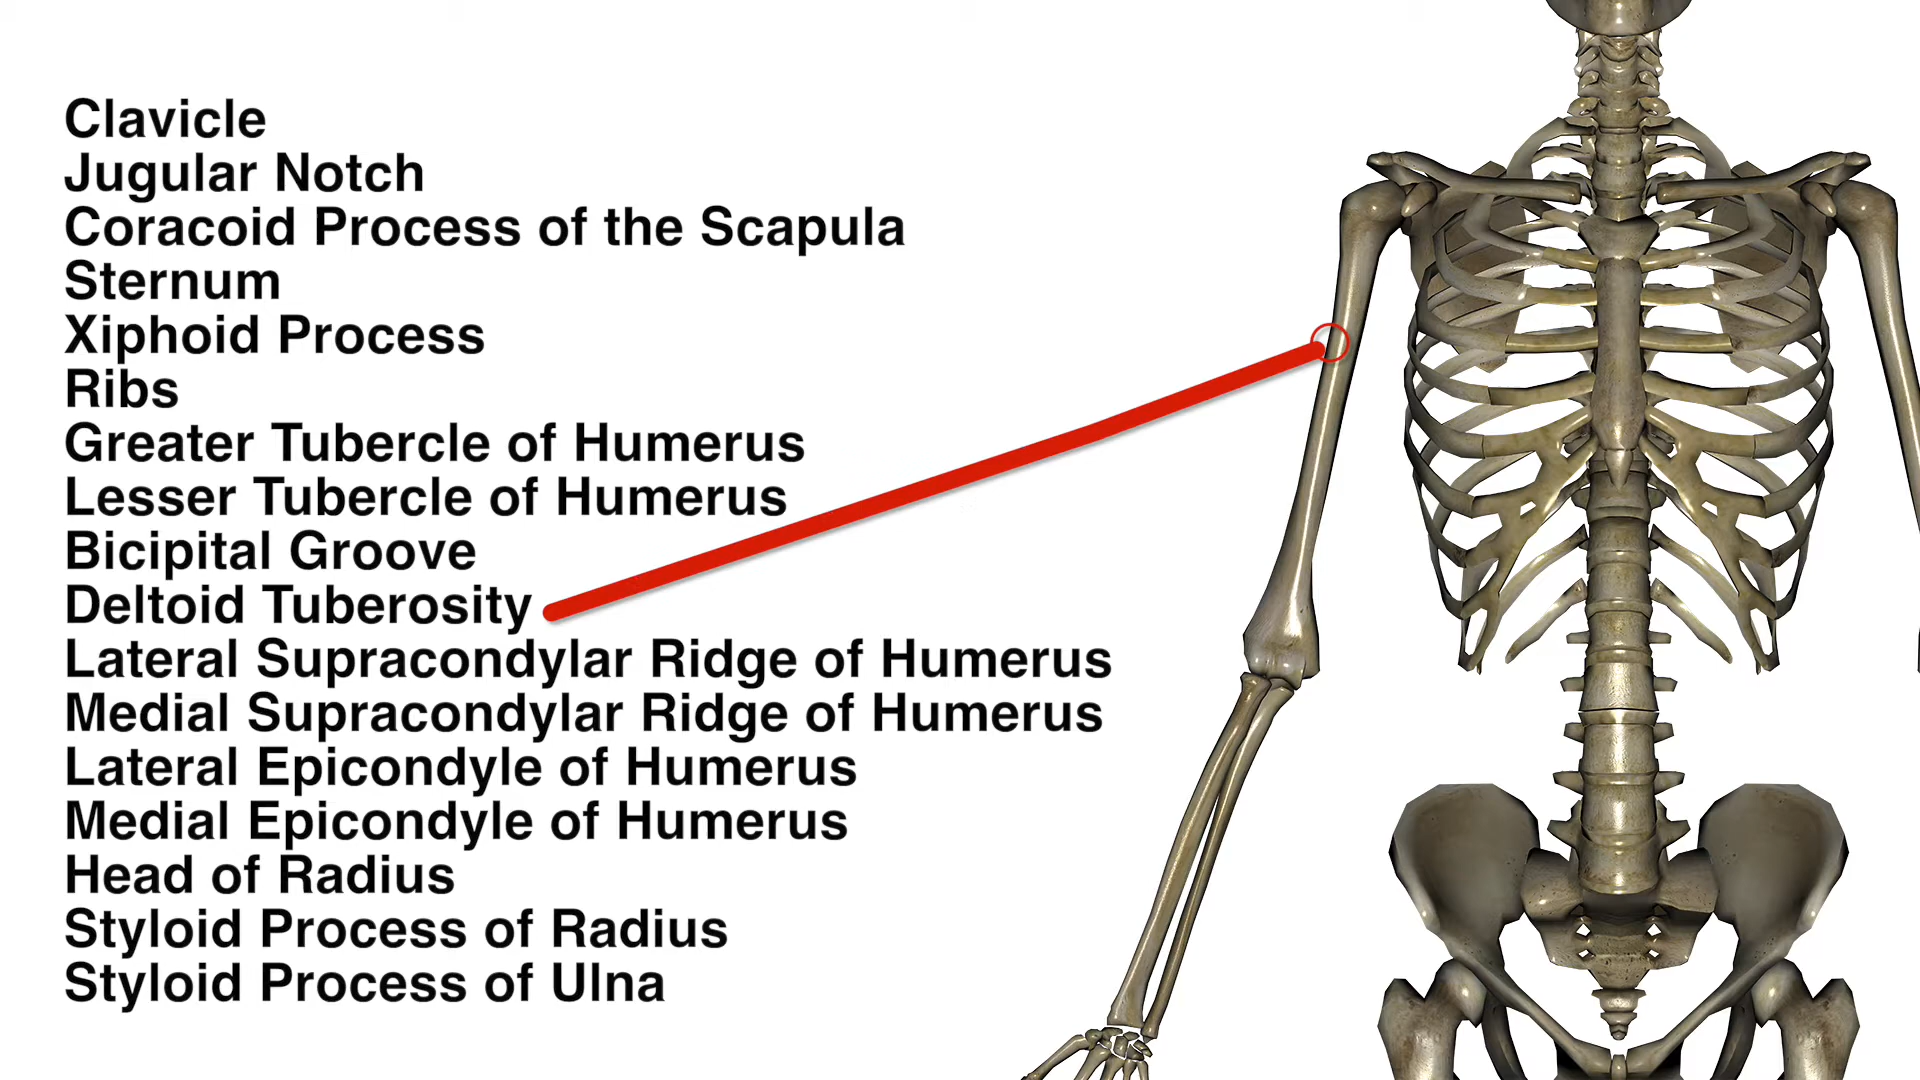 Clavicle
Jugular Notch
Coracoid Process of the Scapula
Sternum
Xiphoid Process
Ribs
Greater Tubercle of Humerus
Lesser Tubercle of Humerus
Bicipital Groove
Deltoid Tuberosity
Lateral Supracondylar Ridge of Humerus
Medial Supracondylar Ridge of Humerus
Lateral Epicondyle of Humerus
Medial Epicondyle of Humerus
Head of Radius
Styloid Process of Radius
Styloid Process of Ulna